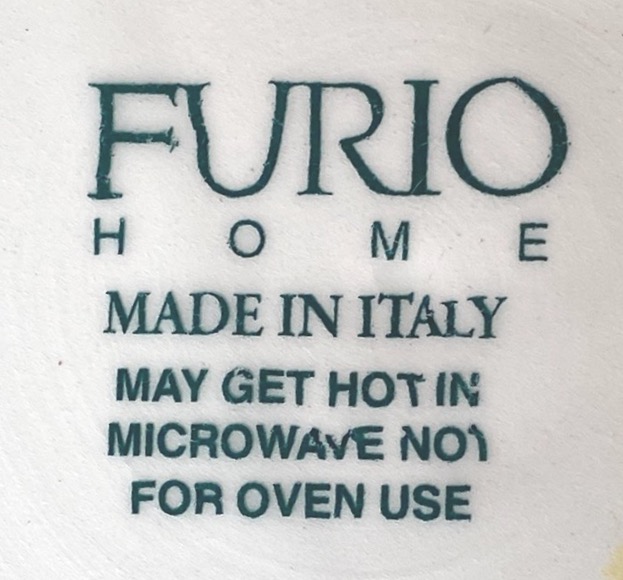 FURIO
HOME
MADE IN ITALY
MAY GET HOT IN
MICROWAVE NOT
FOR OVEN USE